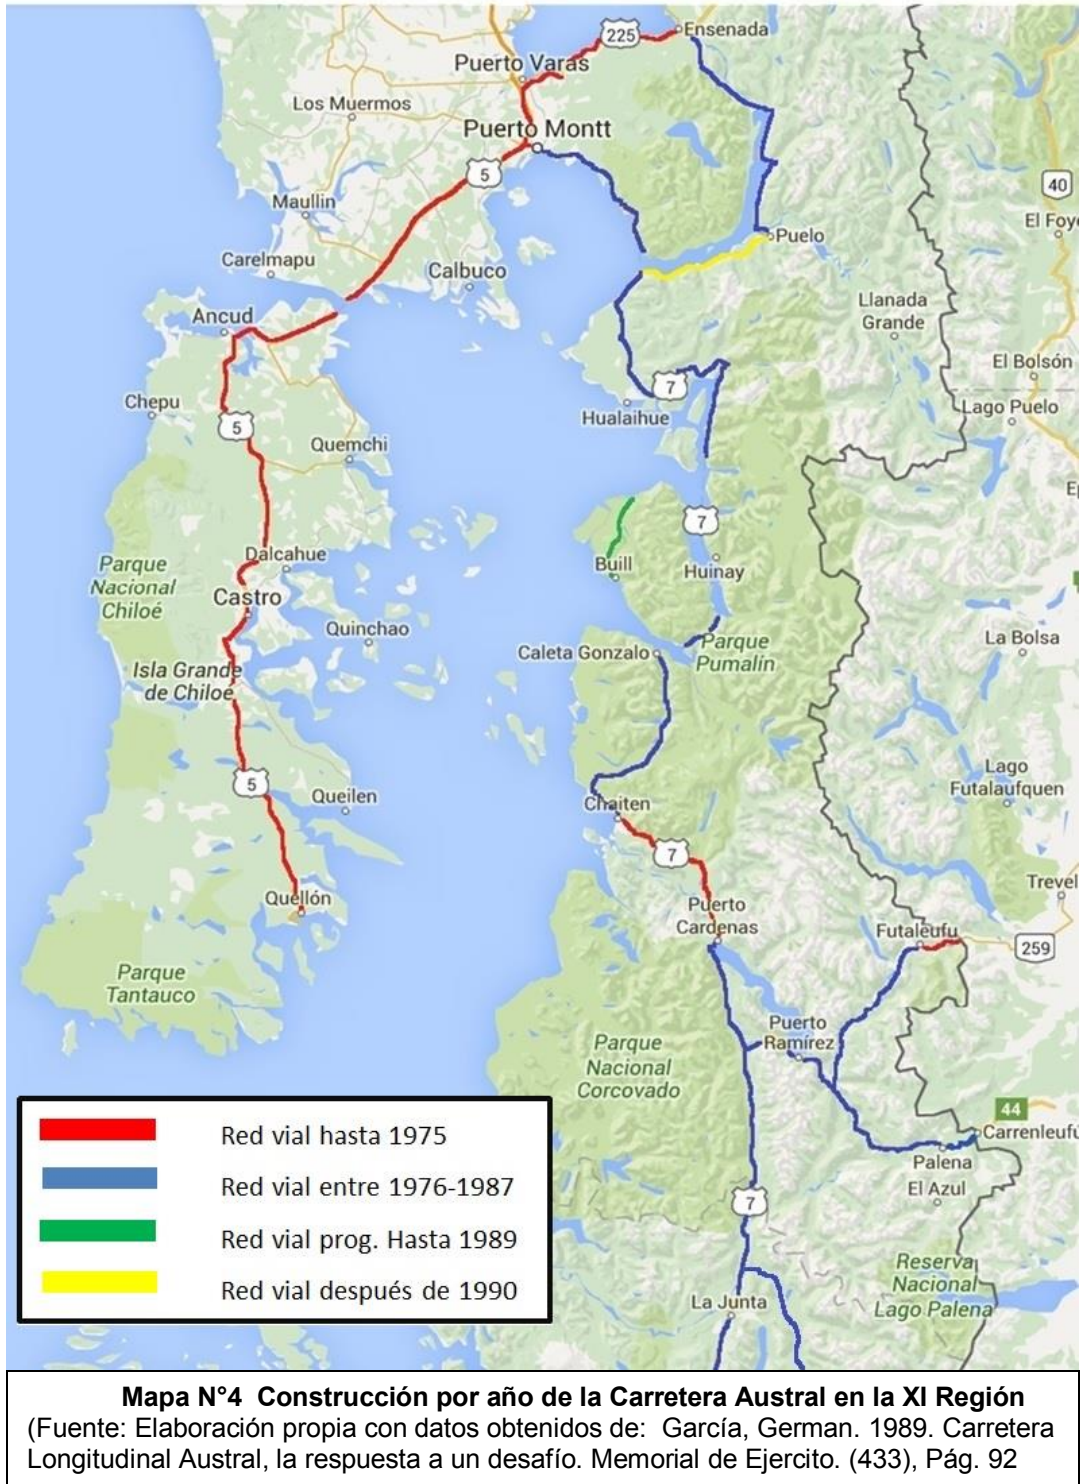 225
Ensenada
Puerto Varas
Los Muermos
Puerto Montt
5
40
Maullin
El Foye
Puelo
Carelmapu
Calbuco
Llanada
Grande
Ancud
El Bolsón
7
Chepu
5
Hualaihue
Lago Puelo
Quemchi
7
Dalcahue
Parque
Nacional
Chiloé
Buill
Huinay
Castro
Quinchao
Caleta Gonzalo
Parque
Pumalín
La Bolsa
Isla Grande
de Chiloé
5
Queilen
Lago
Futalaufquen
Chaiten
7
Trevel
Quellón
Puerto
Cardenas
Futaleufu
259
Parque
Tantauco
Puerto
Ramírez
Parque
Nacional
Corcovado
44
Carrenleufú
Palena
El Azul
7
Reserva
Nacional
Lago Palena
La Junta
Red vial hasta 1975
Red vial entre 1976-1987
Red vial prog. Hasta 1989
Red vial después de 1990
Mapa N°4 Construcción por año de la Carretera Austral en la XI Región
(Fuente: Elaboración propia con datos obtenidos de: García, German. 1989. Carretera
Longitudinal Austral, la respuesta a un desafío. Memorial de Ejercito. (433), Pág. 92